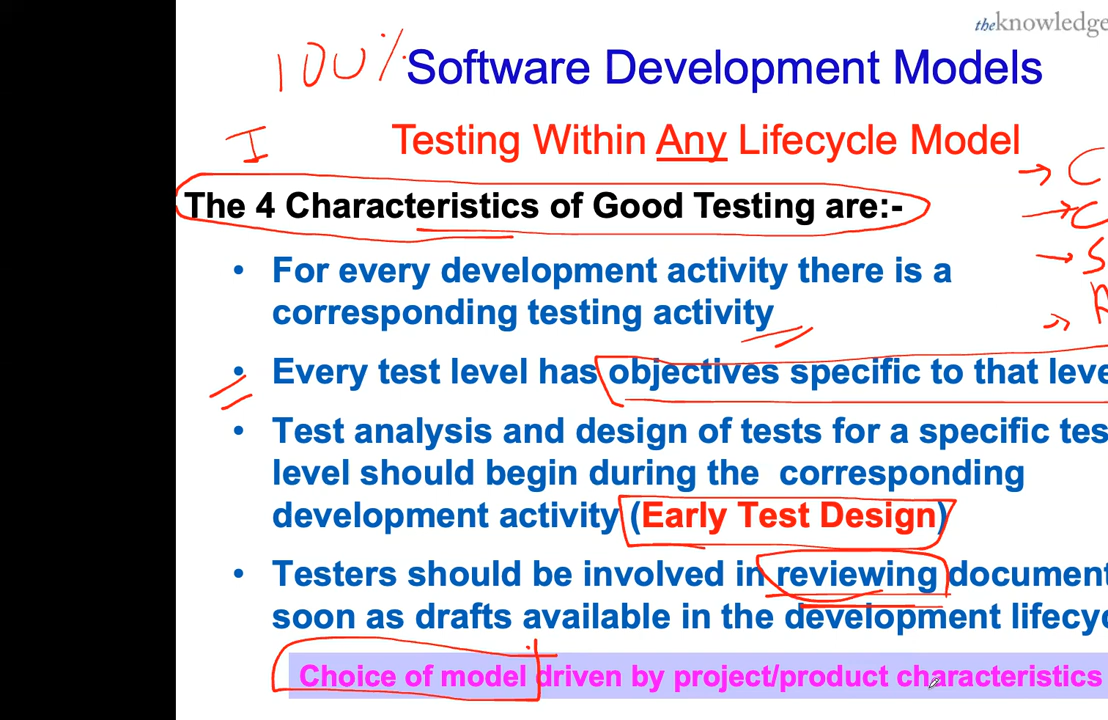 theknowledge
100%
Software Development Models
I
Testing Within Any Lifecycle Model
The 4 Characteristics of Good Testing are:-
• For every development activity there is a
corresponding testing activity
• Every test level has objectives specific to that leve
• Test analysis and design of tests for a specific tes
level should begin during the corresponding
development activity (Early Test Design)
• Testers should be involved in reviewing document
soon as drafts available in the development lifecyc
Choice of model driven by project/product characteristics
→ C
→ C
→ S
→ A